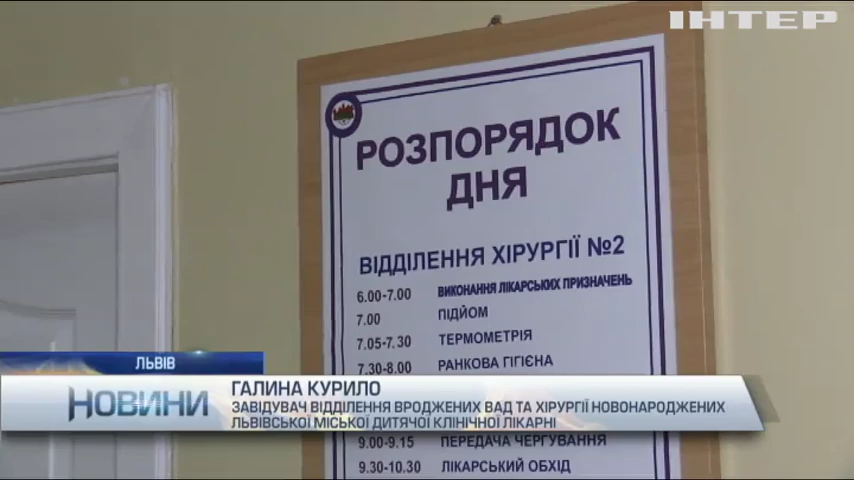 ІНТЕР
РОЗПОРЯДОК
ДНЯ
ВІДДІЛЕННЯ ХІРУРГІЇ №2
6.00-7.00 ВИКОНАННЯ ЛІКАРСЬКИХ ПРИЗНАЧЕНЬ
7.00 ПІДЙОМ
7.05-7.30 ТЕРМОМЕТРІЯ
7.30-8.00 РАНКОВА ГІГІЄНА
ЛЬВІВ
НОВИНИ
ГАЛИНА КУРИЛО
ЗАВІДУВАЧ ВІДДІЛЕННЯ ВРОДЖЕНИХ ВАД ТА ХІРУРГІЇ НОВОНАРОДЖЕНИХ
ЛЬВІВСЬКОЇ МІСЬКОЇ ДИТЯЧОЇ КЛІНІЧНОЇ ЛІКАРНІ
9.00-9.15 ПЕРЕДАЧА ЧЕРГУВАННЯ
9.30-10.30 ЛІКАРСЬКИЙ ОБХІД